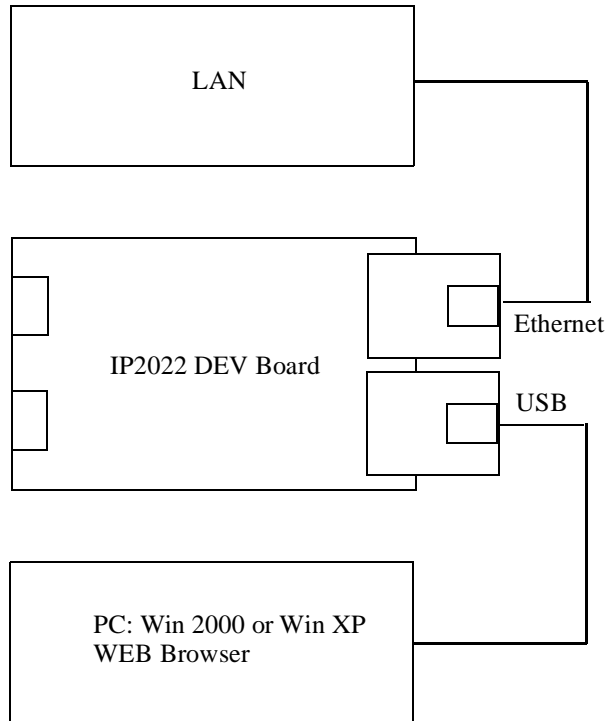 LAN
Ethernet
IP2022 DEV Board
USB
PC: Win 2000 or Win XP
WEB Browser